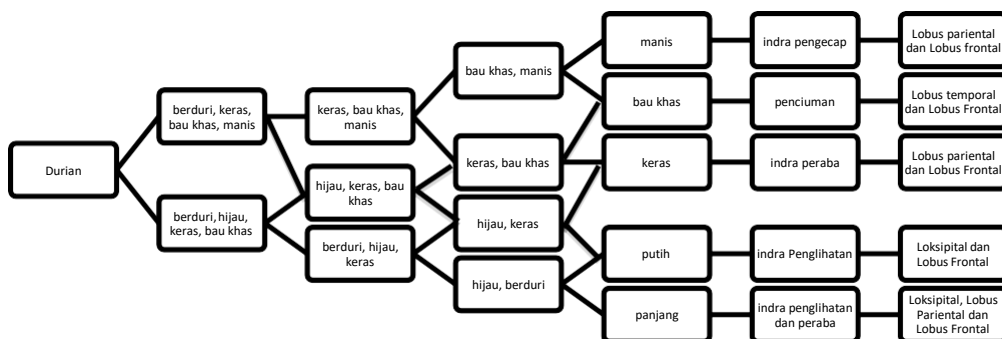 Durian
berduri, keras,
bau khas, manis
berduri, hijau,
keras, bau khas
keras, bau khas,
manis
hijau, keras, bau
khas
berduri, hijau,
keras
bau khas, manis
keras, bau khas
hijau, keras
hijau, berduri
manis
bau khas
keras
putih
panjang
indra pengecap
penciuman
indra peraba
indra Penglihatan
indra penglihatan
dan peraba
Lobus pariental
dan Lobus frontal
Lobus temporal
dan Lobus Frontal
Lobus pariental
dan Lobus Frontal
Loksipital dan
Lobus Frontal
Loksipital, Lobus
Pariental dan
Lobus Frontal